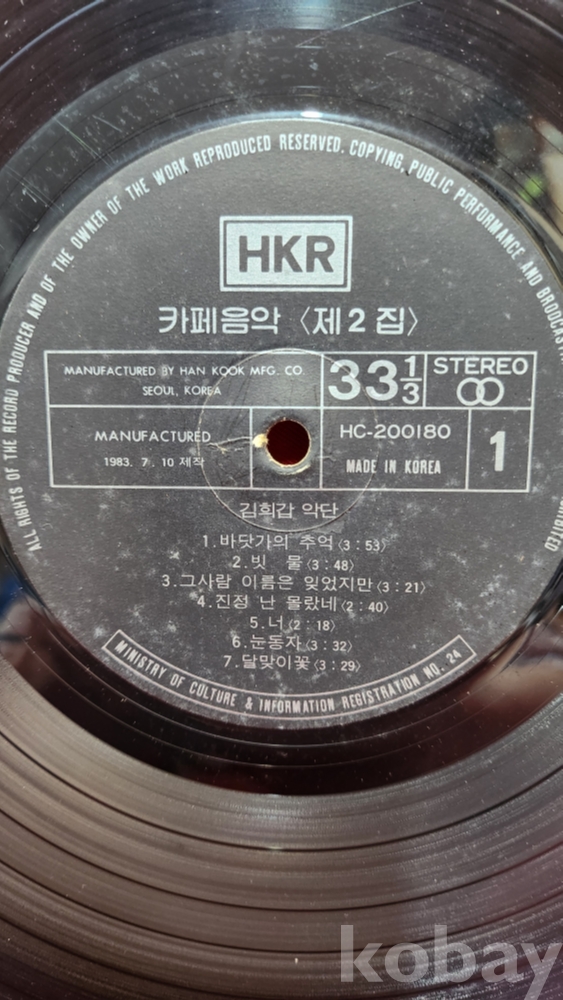 ALL RIGHTS OF THE RECORD PRODUCER AND OF THE OWNER OF THE WORK REPRODUCED RESERVED. COPYING, PUBLIC PERFORMANCE AND BROADCAS
HKR
카페음악 〈제2집〉
MANUFACTURED BY HAN KOOK MFG. CO
SEOUL, KOREA
33 1/3
STEREO
MANUFACTURED
1983. 7. 10 제작
HC-200180
MADE IN KOREA
1
김희갑 악단
1.바닷가의 추억〈3:53〉
2.빗 물〈3:48〉
3.그사람 이름은 잊었지만〈3:21〉
4.진정 난 몰랐네〈2:40〉
5.너〈2:18〉
6.눈동자〈3:32〉
7.달맞이꽃〈3:29〉
MINISTRY OF CULTURE & INFORMATION REGISTRATION NO. 24
kobay